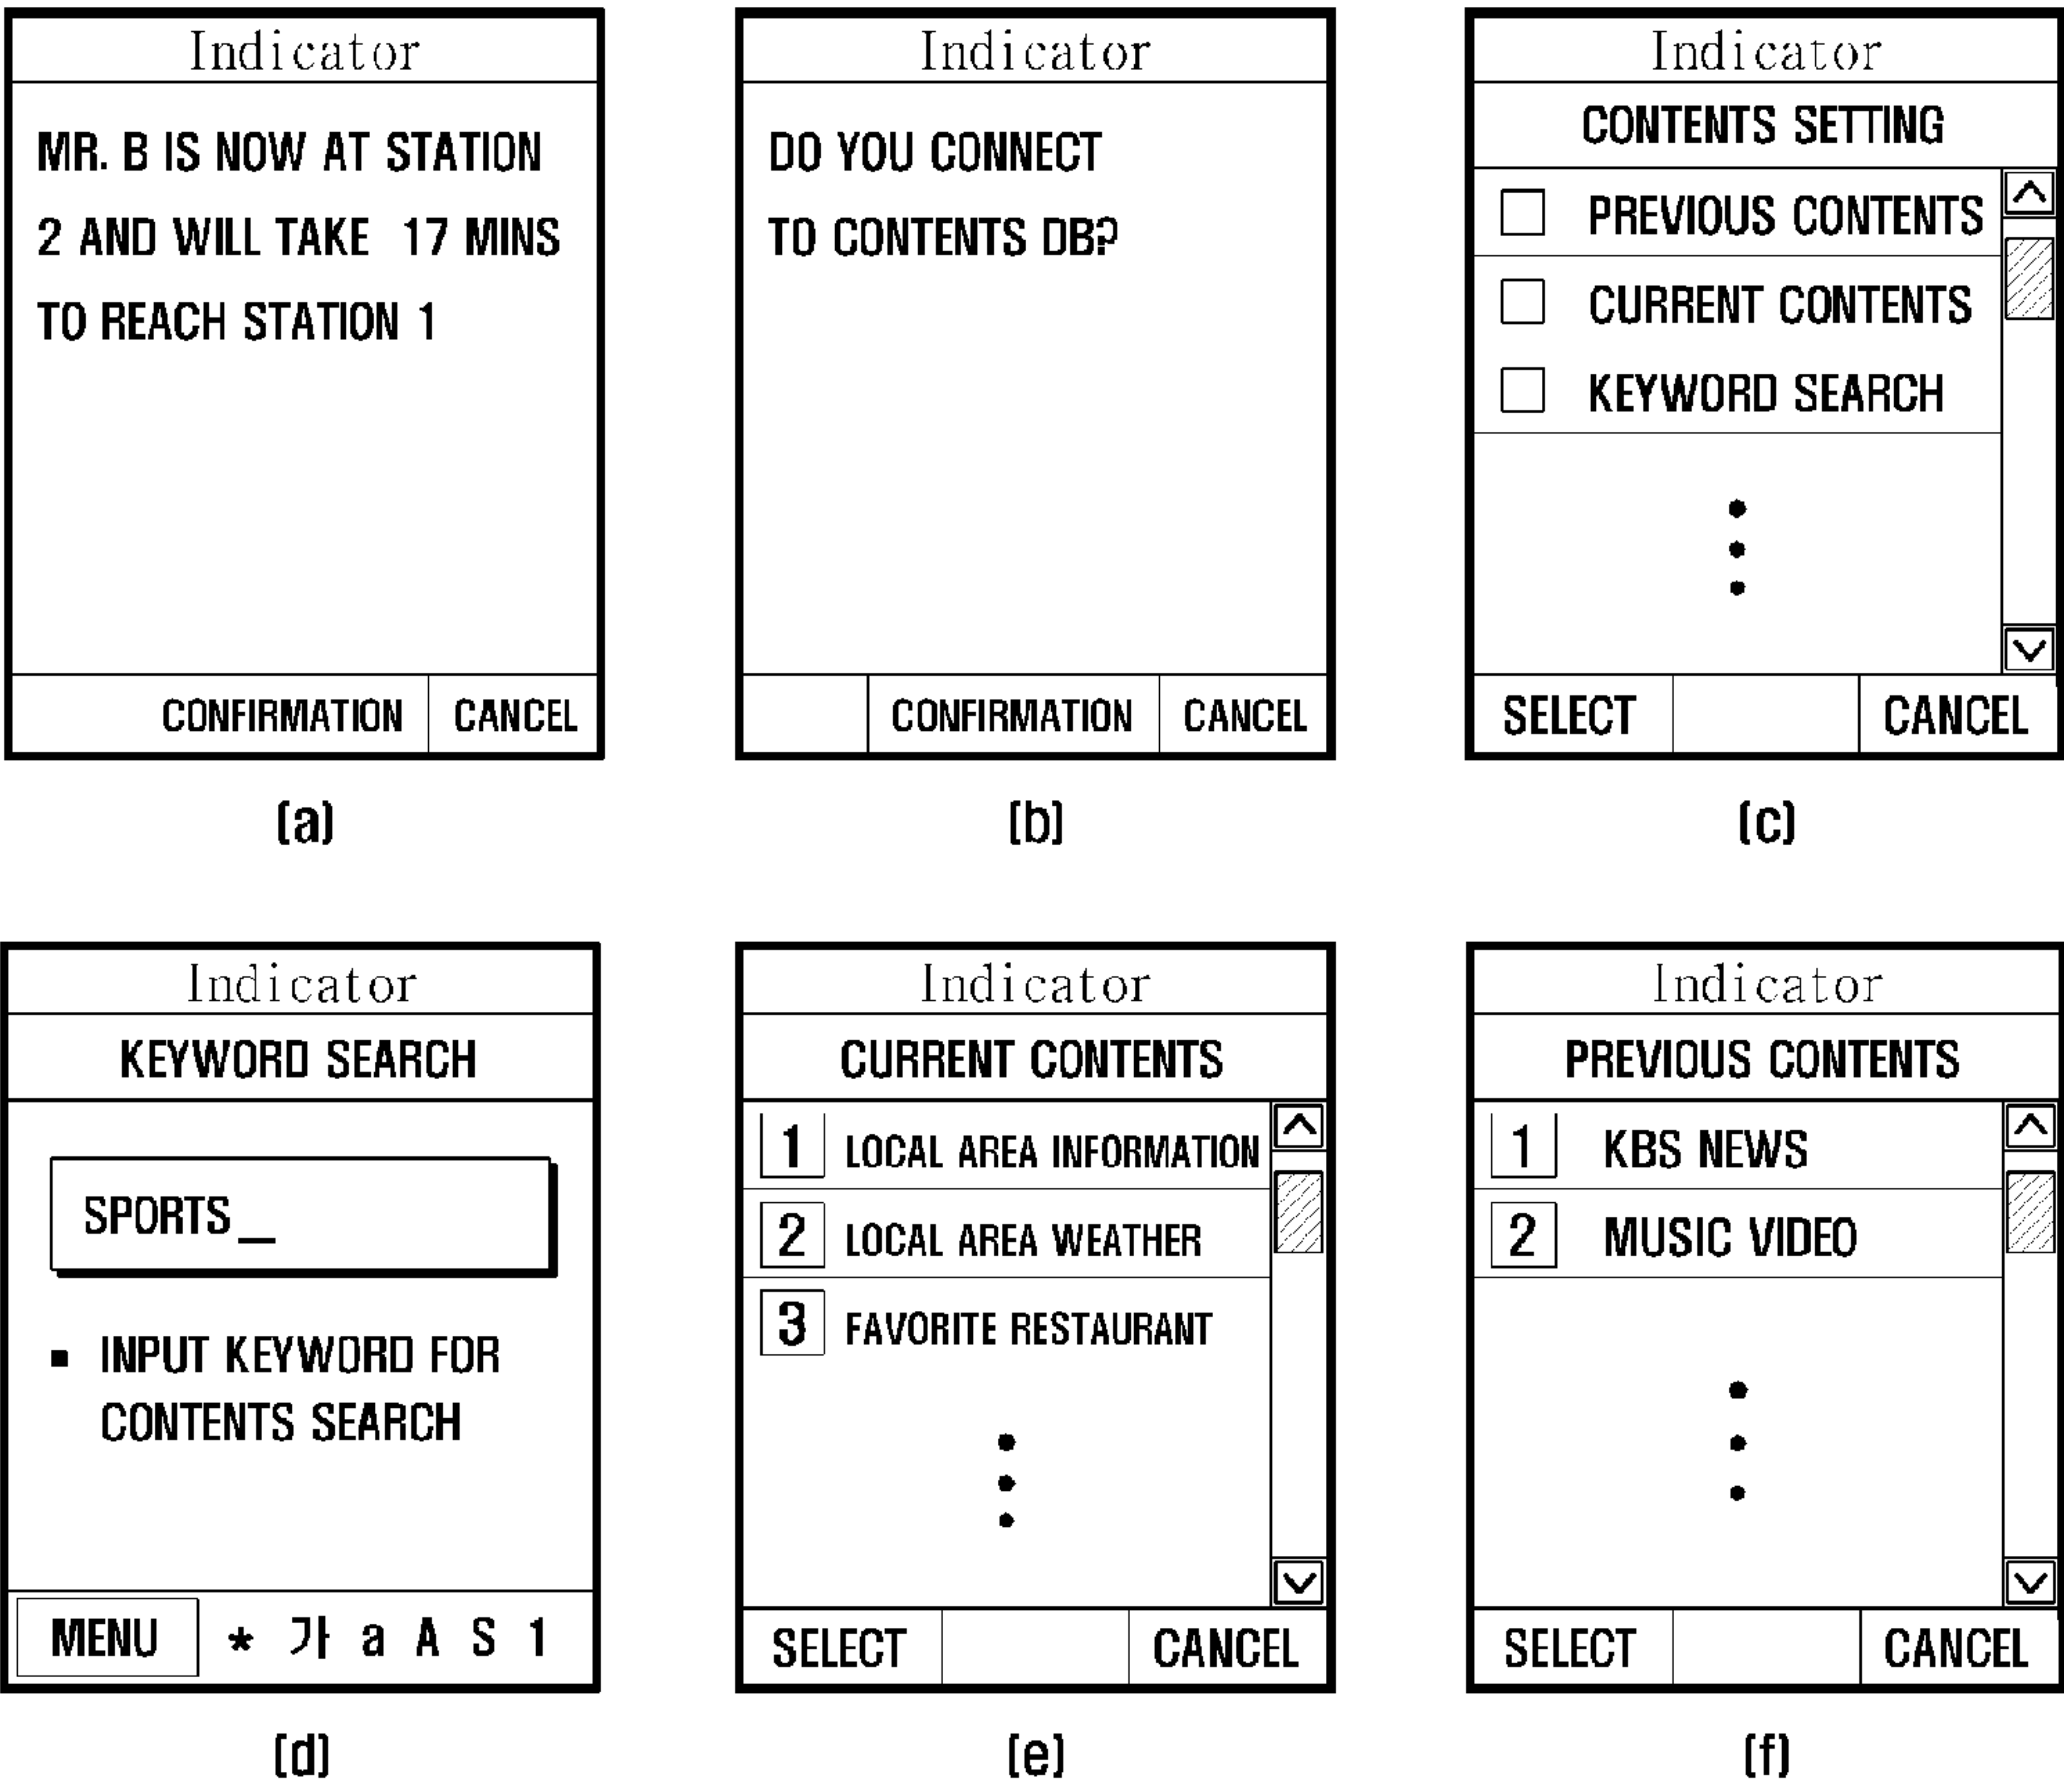 Indicator
MR. B IS NOW AT STATION
2 AND WILL TAKE 17 MINS
TO REACH STATION 1
CONFIRMATION CANCEL
(a)
Indicator
DO YOU CONNECT
TO CONTENTS DB?
CONFIRMATION CANCEL
(b)
Indicator
CONTENTS SETTING
PREVIOUS CONTENTS
CURRENT CONTENTS
KEYWORD SEARCH
SELECT CANCEL
(c)
Indicator
KEYWORD SEARCH
SPORTS_
▪ INPUT KEYWORD FOR
CONTENTS SEARCH
MENU * 가 a A S 1
(d)
Indicator
CURRENT CONTENTS
1 LOCAL AREA INFORMATION
2 LOCAL AREA WEATHER
3 FAVORITE RESTAURANT
SELECT CANCEL
(e)
Indicator
PREVIOUS CONTENTS
1 KBS NEWS
2 MUSIC VIDEO
SELECT CANCEL
(f)